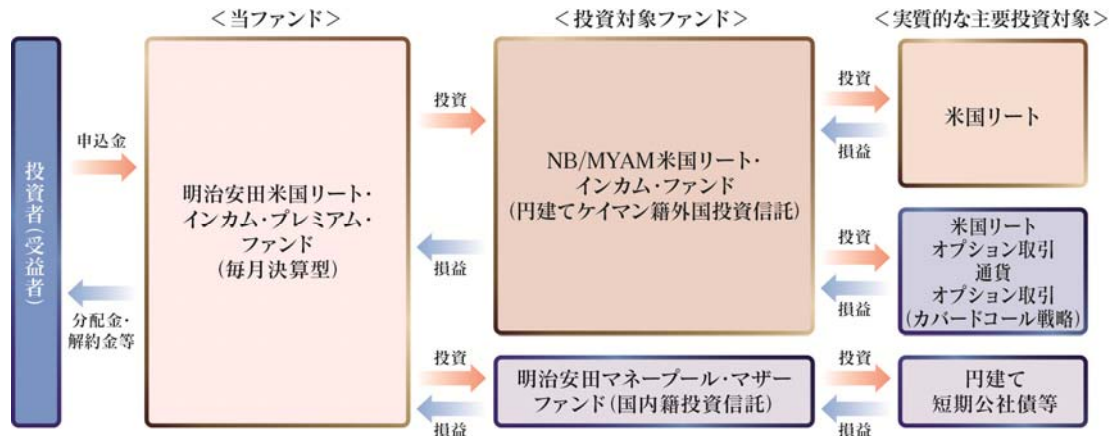 ＜当ファンド＞
＜投資対象ファンド＞
＜実質的な主要投資対象＞
投資者(受益者)
申込金
分配金・
解約金等
明治安田米国リート・
インカム・プレミアム・
ファンド
(毎月決算型)
投資
損益
NB/MYAM米国リート・
インカム・ファンド
(円建てケイマン籍外国投資信託)
投資
損益
米国リート
投資
損益
米国リート
オプション取引
通貨
オプション取引
(カバードコール戦略)
投資
損益
明治安田マネープール・マザー
ファンド(国内籍投資信託)
投資
損益
円建て
短期公社債等